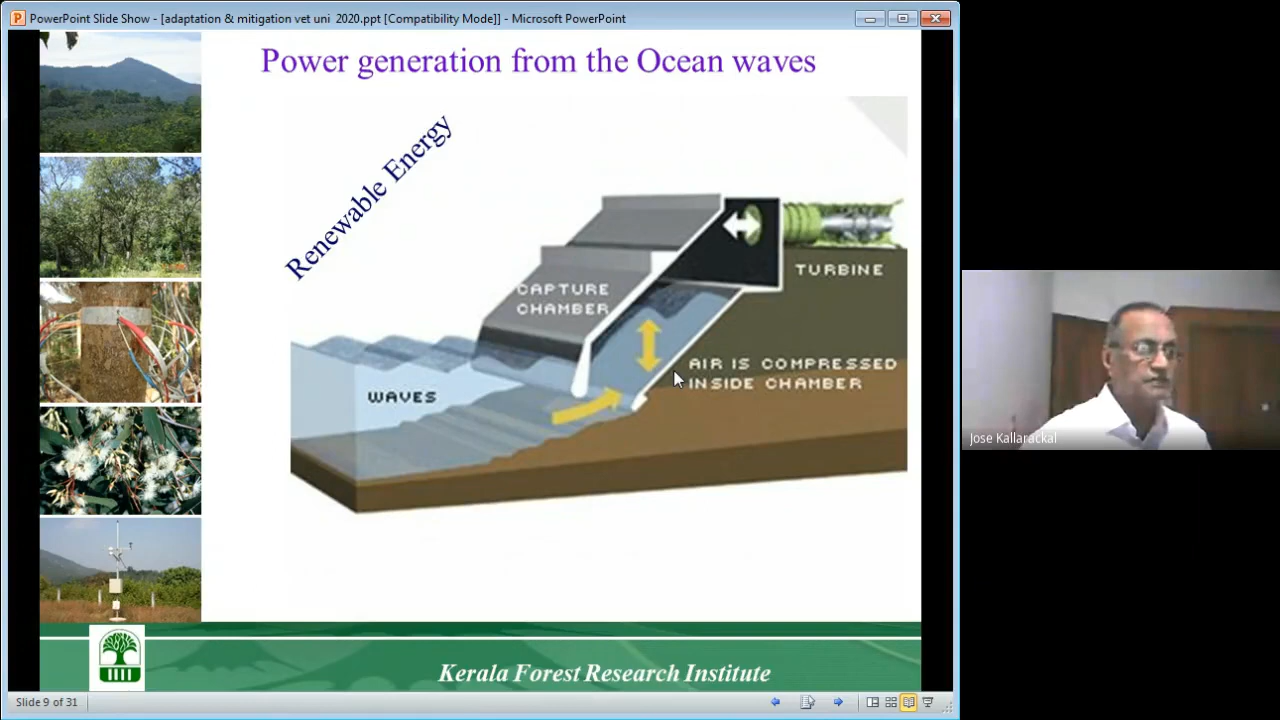 PowerPoint Slide Show - [adaptation & mitigation vet uni  2020.ppt [Compatibility Mode]] - Microsoft PowerPoint
Power generation from the Ocean waves
Renewable Energy
TURBINE
CAPTURE
CHAMBER
AIR IS COMPRESSED
INSIDE CHAMBER
WAVES
Jose Kallarackal
Kerala Forest Research Institute
Slide 9 of 31